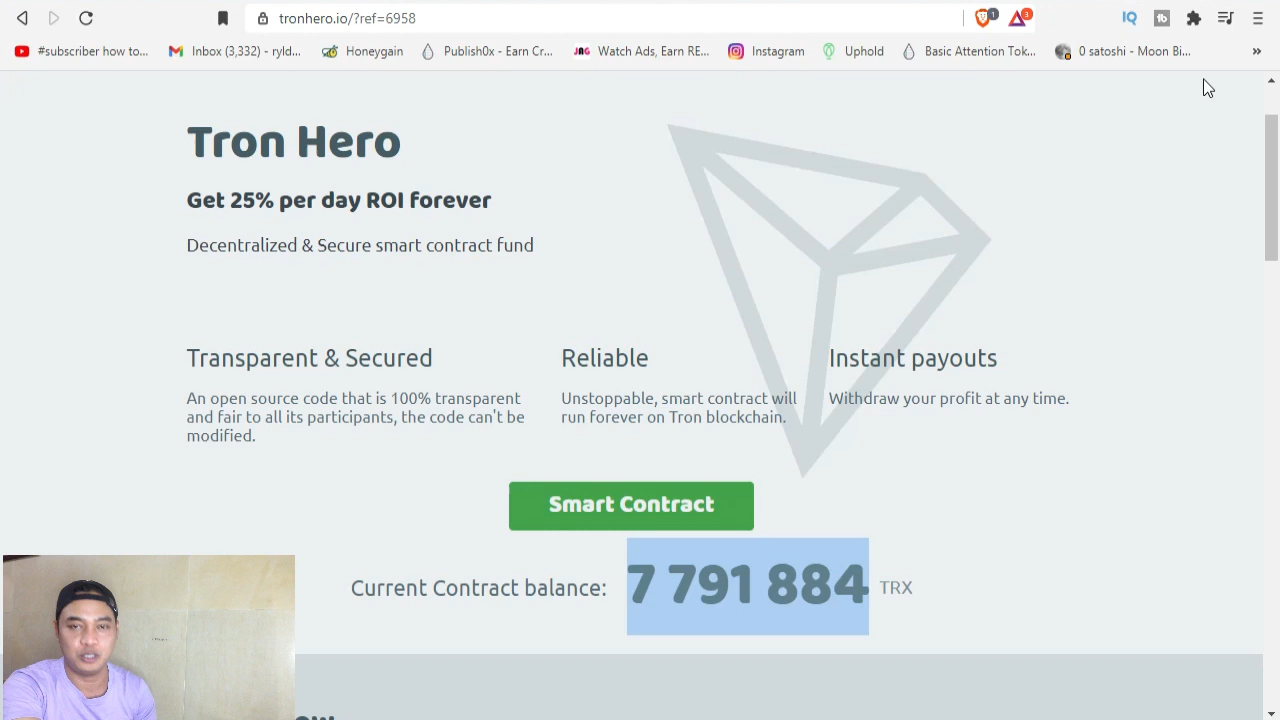 tronhero.io/?ref=6958
1
3
#subscriber how to...
Inbox (3,332) - ryld...
Honeygain
Publish0x - Earn Cr...
Watch Ads, Earn RE...
Instagram
Uphold
Basic Attention Tok...
0 satoshi - Moon Bi...
Tron Hero
Get 25% per day ROI forever
Decentralized & Secure smart contract fund
Transparent & Secured
An open source code that is 100% transparent
and fair to all its participants, the code can't be
modified.
Reliable
Unstoppable, smart contract will
run forever on Tron blockchain.
Instant payouts
Withdraw your profit at any time.
Smart Contract
Current Contract balance: 7 791 884 TRX